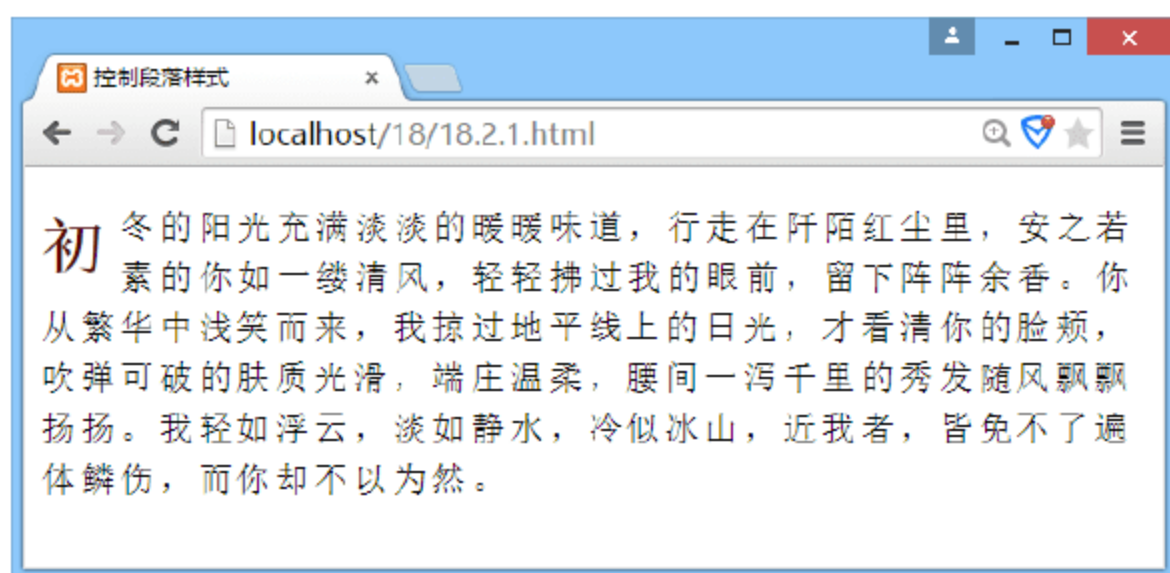 控制段落样式
localhost/18/18.2.1.html
初冬的阳光充满淡淡的暖暖味道，行走在阡陌红尘里，安之若
素的你如一缕清风，轻轻拂过我的眼前，留下阵阵余香。你
从繁华中浅笑而来，我掠过地平线上的日光，才看清你的脸颊，
吹弹可破的肤质光滑，端庄温柔，腰间一泻千里的秀发随风飘飘
扬扬。我轻如浮云，淡如静水，冷似冰山，近我者，皆免不了遍
体鳞伤，而你却不以为然。